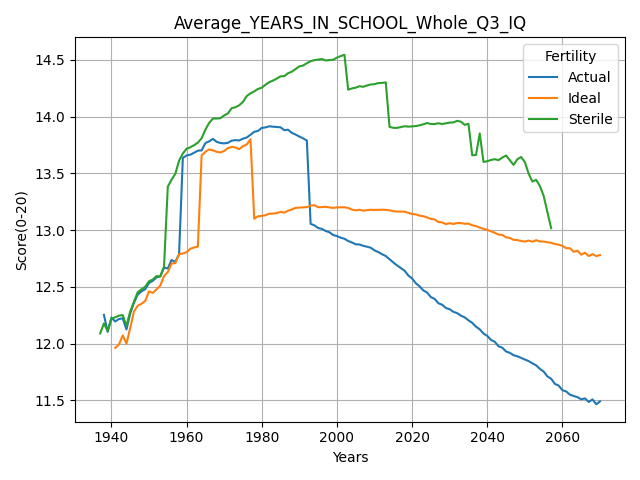 Average_YEARS_IN_SCHOOL_Whole_Q3_IQ
Fertility
Actual
Ideal
Sterile
Score(0-20)
14.5
14.0
13.5
13.0
12.5
12.0
11.5
1940 1960 1980 2000 2020 2040 2060
Years